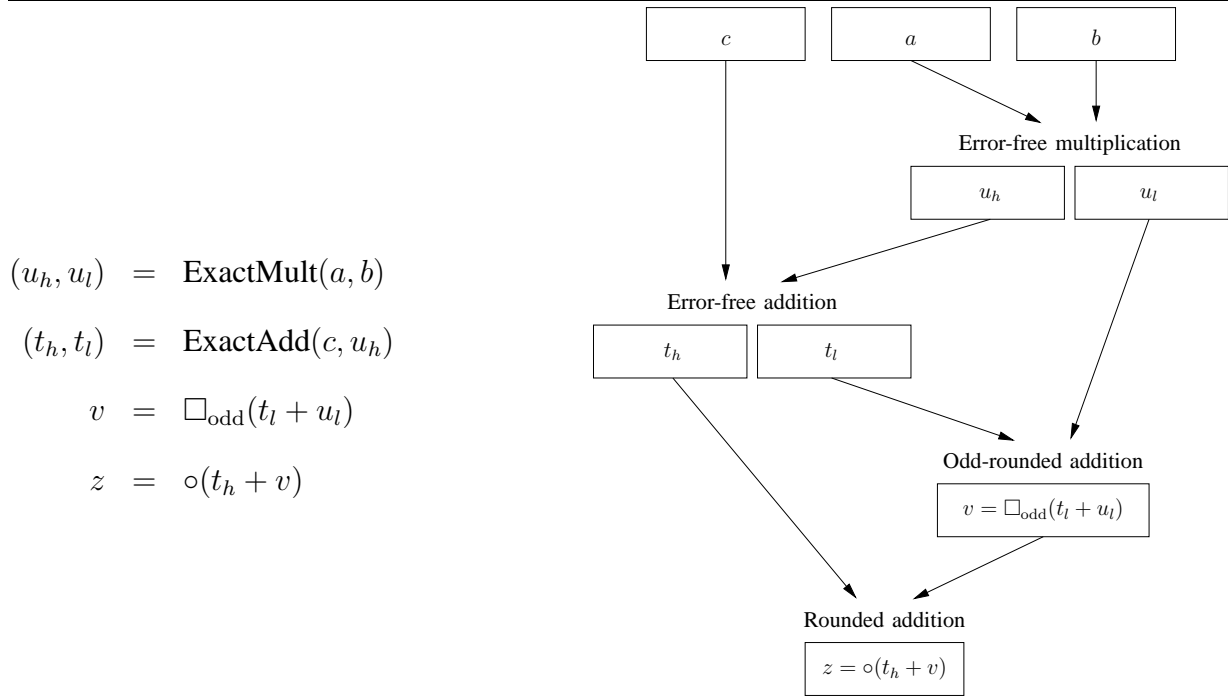 (u_h, u_l) = ExactMult(a, b)
(t_h, t_l) = ExactAdd(c, u_h)
v = □_odd(t_l + u_l)
z = ∘(t_h + v)
c a b
Error-free multiplication
u_h u_l
Error-free addition
t_h t_l
Odd-rounded addition
v = □_odd(t_l + u_l)
Rounded addition
z = ∘(t_h + v)